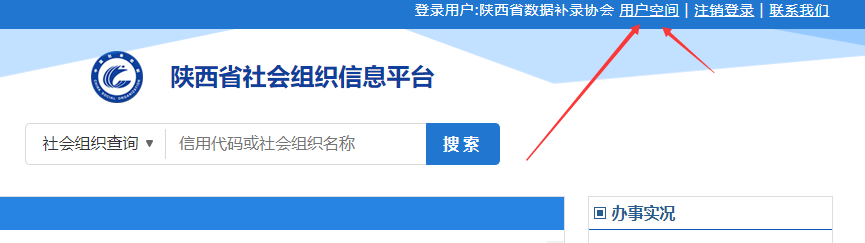 登录用户:陕西省数据补录协会 用户空间 | 注销登录 | 联系我们
陕西省社会组织信息平台
社会组织查询 ▼ 信用代码或社会组织名称 搜索
办事实况